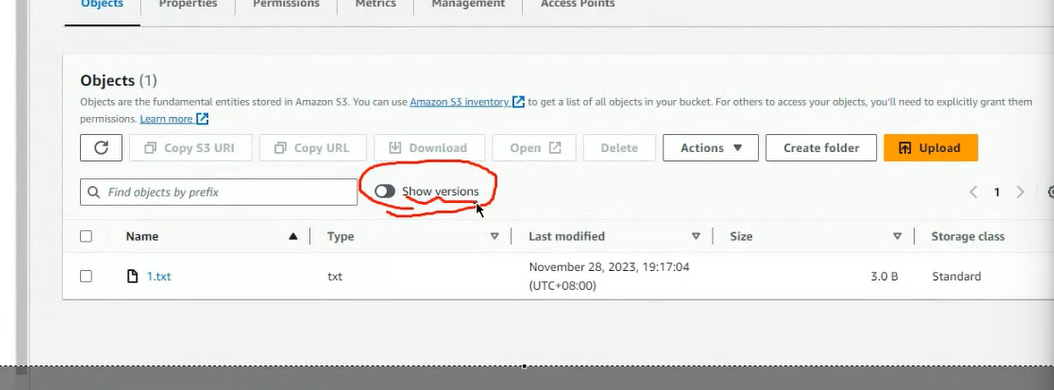 Objects Properties Permissions Metrics Management Access Points
Objects (1)
Objects are the fundamental entities stored in Amazon S3. You can use Amazon S3 inventory to get a list of all objects in your bucket. For others to access your objects, you'll need to explicitly grant them
permissions. Learn more
Copy S3 URI Copy URL Download Open Delete Actions Create folder Upload
Find objects by prefix Show versions 1
Name Type Last modified Size Storage class
1.txt txt November 28, 2023, 19:17:04 3.0 B Standard
(UTC+08:00)